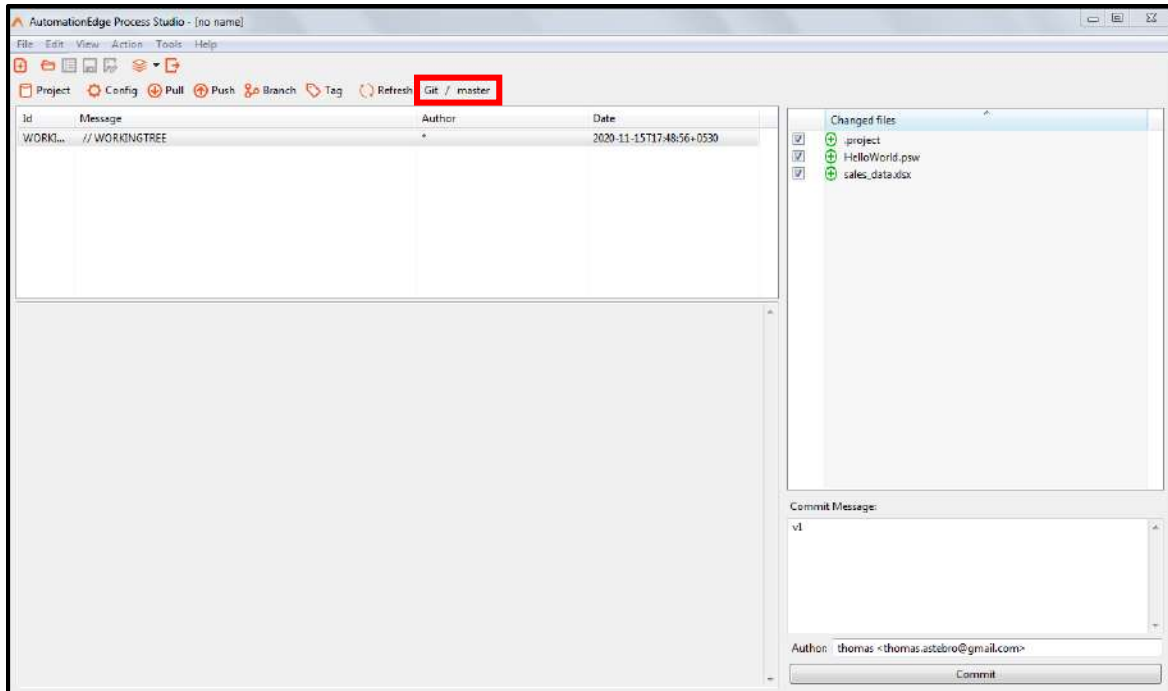 AutomationEdge Process Studio - [no name]
File Edit View Action Tools Help
Project Config Pull Push Branch Tag Refresh Git / master
Id Message Author Date
WORKI... // WORKINGTREE * 2020-11-15T17:48:56+0530
Changed files
.project
HelloWorld.psw
sales_data.xlsx
Commit Message:
v1
Author: thomas <thomas.astebro@gmail.com>
Commit